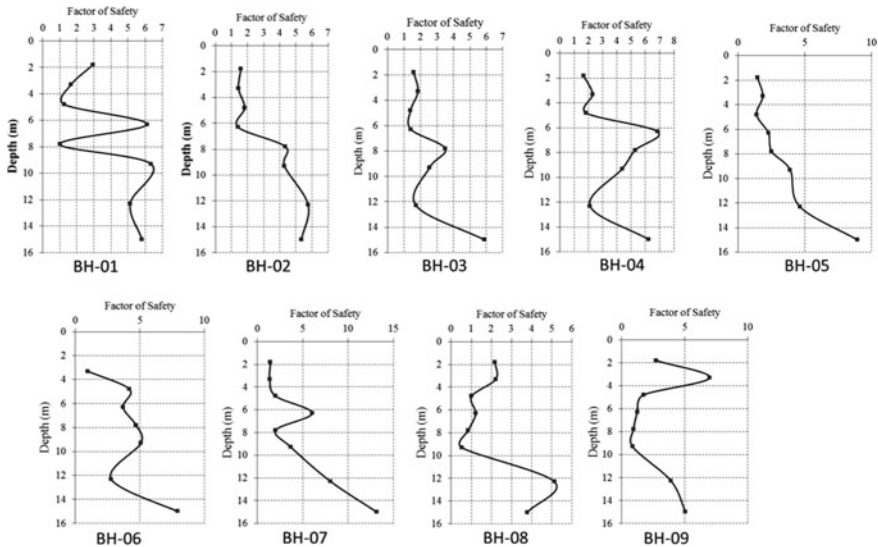 Factor of Safety
0 1 2 3 4 5 6 7
0
2
4
6
8
10
12
14
16
Depth (m)
BH-01
Factor of Safety
0 1 2 3 4 5 6 7
0
2
4
6
8
10
12
14
16
Depth (m)
BH-02
Factor of Safety
0 1 2 3 4 5 6 7
0
2
4
6
8
10
12
14
16
Depth (m)
BH-03
Factor of Safety
0 1 2 3 4 5 6 7 8
0
2
4
6
8
10
12
14
16
Depth (m)
BH-04
Factor of Safety
0 5 10
0
2
4
6
8
10
12
14
16
Depth (m)
BH-05
Factor of Safety
0 5 10
0
2
4
6
8
10
12
14
16
Depth (m)
BH-06
Factor of Safety
0 5 10 15
0
2
4
6
8
10
12
14
16
Depth (m)
BH-07
Factor of Safety
0 1 2 3 4 5 6
0
2
4
6
8
10
12
14
16
Depth (m)
BH-08
Factor of Safety
0 5 10
0
2
4
6
8
10
12
14
16
Depth (m)
BH-09